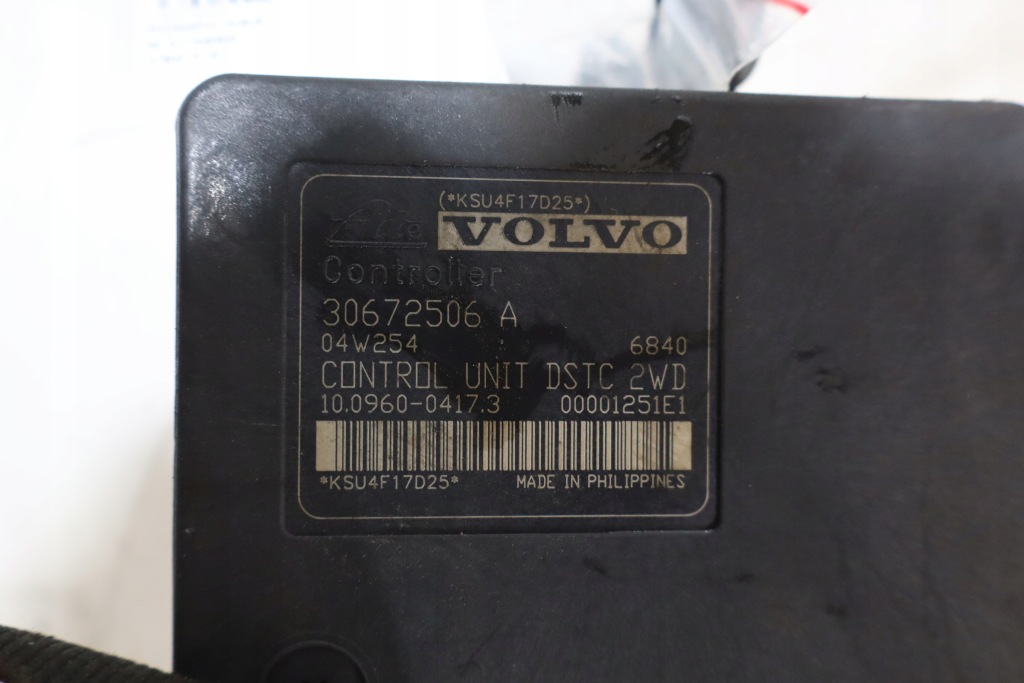 (*KSU4F17D25*)
Ate VOLVO
Controller
30672506 A
04W254 6840
CONTROL UNIT DSTC 2WD
10.0960-0417.3 00001251E1
*KSU4F17D25* MADE IN PHILIPPINES